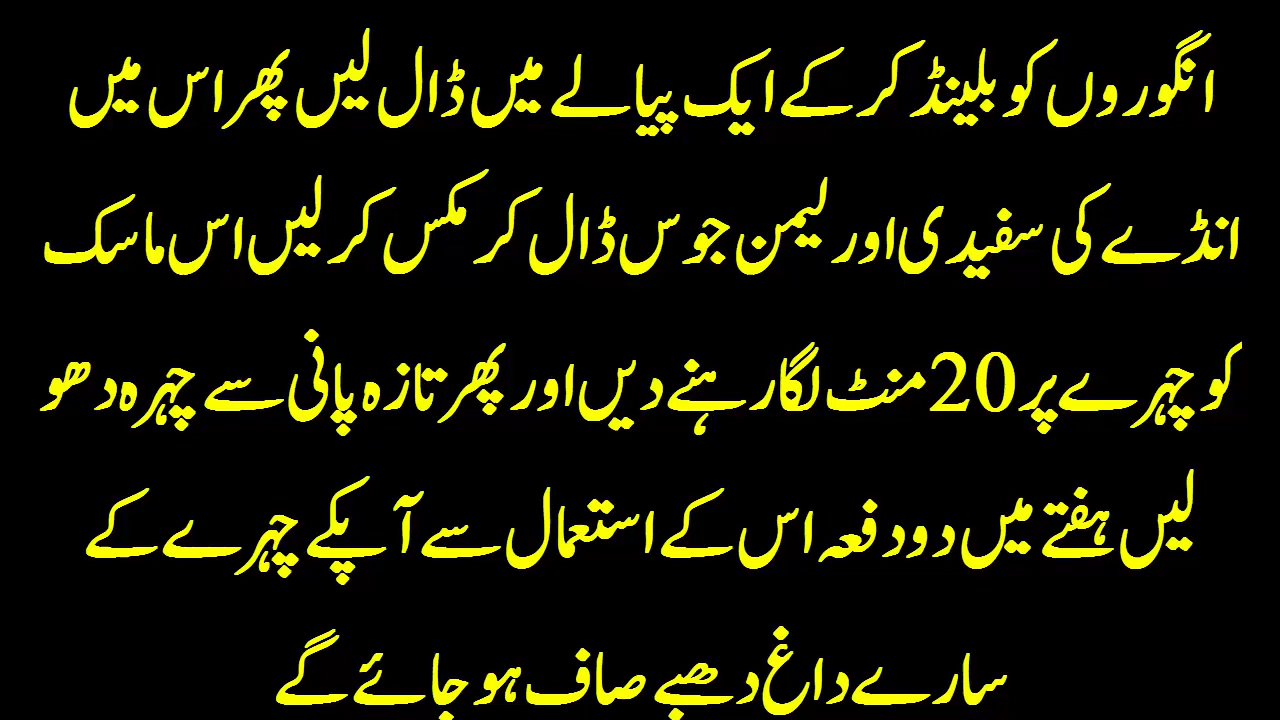 انگوروں کو بلینڈ کر کے ایک پیالے میں ڈال لیں پھر اس میں
انڈے کی سفیدی اور لیمن جوس ڈال کر مکس کر لیں اس ماسک
کو چہرے پر 20 منٹ لگا رہنے دیں اور پھر تازہ پانی سے چہرہ دھو
لیں ہفتے میں دو دفعہ اس کے استعمال سے آپکے چہرے کے
سارے داغ دھبے صاف ہو جائے گے